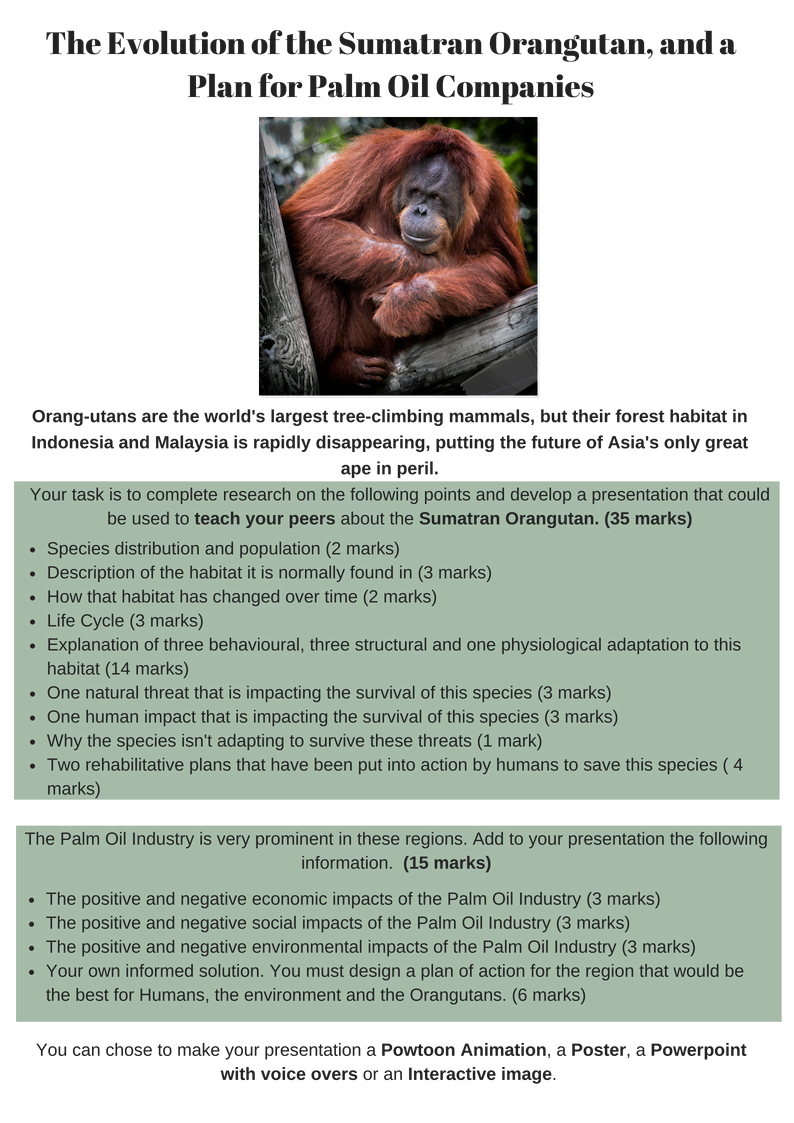 The Evolution of the Sumatran Orangutan, and a
Plan for Palm Oil Companies
Orang-utans are the world's largest tree-climbing mammals, but their forest habitat in
Indonesia and Malaysia is rapidly disappearing, putting the future of Asia's only great
ape in peril.
Your task is to complete research on the following points and develop a presentation that could
be used to teach your peers about the Sumatran Orangutan. (35 marks)
• Species distribution and population (2 marks)
• Description of the habitat it is normally found in (3 marks)
• How that habitat has changed over time (2 marks)
• Life Cycle (3 marks)
• Explanation of three behavioural, three structural and one physiological adaptation to this
habitat (14 marks)
• One natural threat that is impacting the survival of this species (3 marks)
• One human impact that is impacting the survival of this species (3 marks)
• Why the species isn't adapting to survive these threats (1 mark)
• Two rehabilitative plans that have been put into action by humans to save this species ( 4
marks)
The Palm Oil Industry is very prominent in these regions. Add to your presentation the following
information. (15 marks)
• The positive and negative economic impacts of the Palm Oil Industry (3 marks)
• The positive and negative social impacts of the Palm Oil Industry (3 marks)
• The positive and negative environmental impacts of the Palm Oil Industry (3 marks)
• Your own informed solution. You must design a plan of action for the region that would be
the best for Humans, the environment and the Orangutans. (6 marks)
You can chose to make your presentation a Powtoon Animation, a Poster, a Powerpoint
with voice overs or an Interactive image.